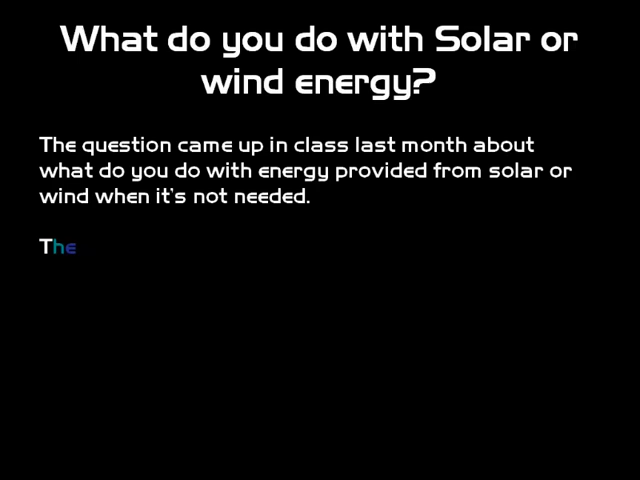 What do you do with Solar or
wind energy?
The question came up in class last month about
what do you do with energy provided from solar or
wind when it's not needed.
The